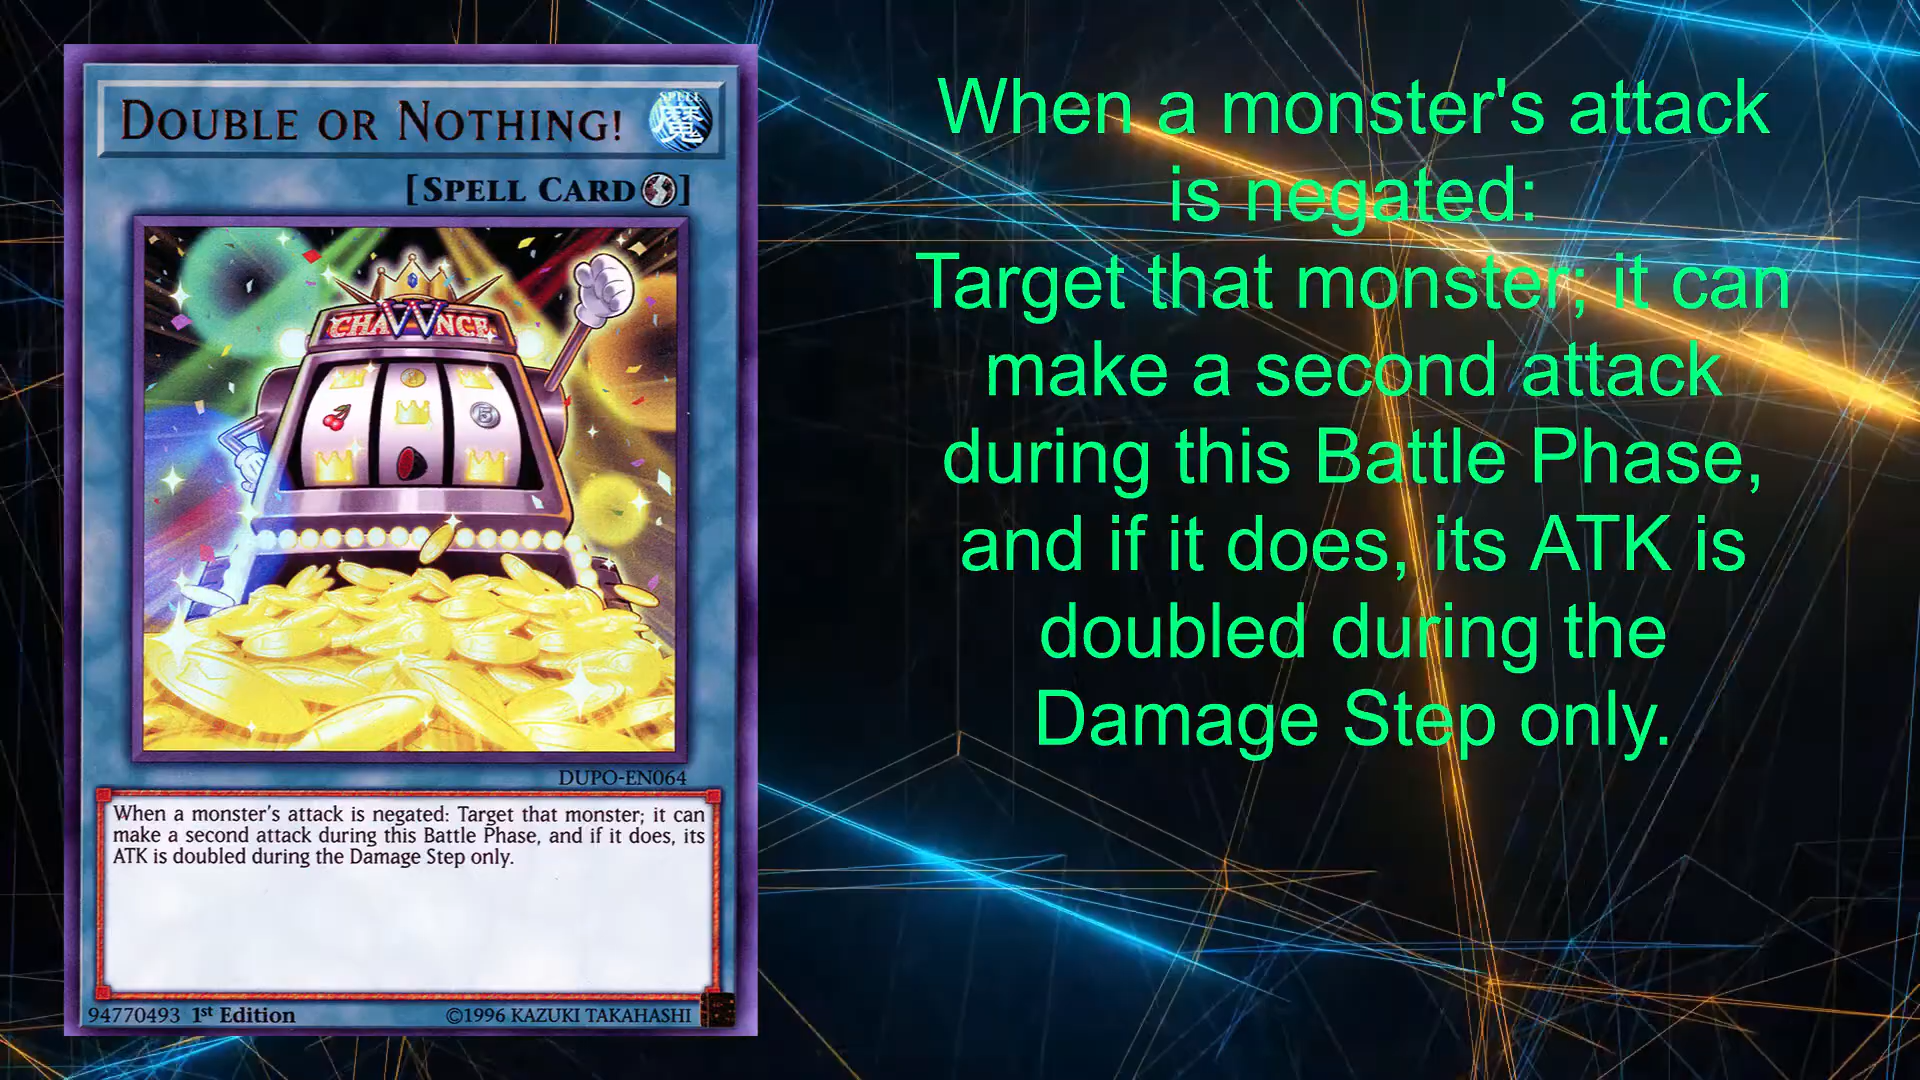 DOUBLE OR NOTHING!
SPELL
魔
[SPELL CARD]
CHANCE
5
DUPO-EN064
When a monster's attack is negated: Target that monster; it can
make a second attack during this Battle Phase, and if it does, its
ATK is doubled during the Damage Step only.
94770493 1st Edition
©1996 KAZUKI TAKAHASHI
When a monster's attack
is negated:
Target that monster; it can
make a second attack
during this Battle Phase,
and if it does, its ATK is
doubled during the
Damage Step only.